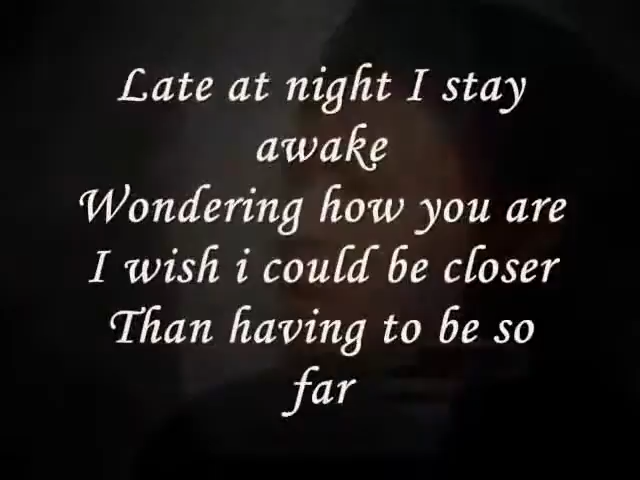 Late at night I stay
awake
Wondering how you are
I wish i could be closer
Than having to be so
far